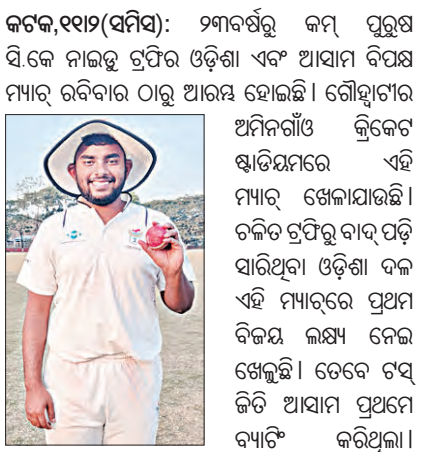 କଟକ,୧୧ା୨(ସମିସ): ୨୩ବର୍ଷରୁ କମ୍ ପୁରୁଷ
ସି.କେ ନାଇଡୁ ଟ୍ରଫିର ଓଡ଼ିଶା ଏବଂ ଆସାମ ବିପକ୍ଷ
ମ୍ୟାଚ୍ ରବିବାର ଠାରୁ ଆରମ୍ଭ ହୋଇଛି। ଗୌହାଟୀର
ଅମିନଗାଁଓ କ୍ରିକେଟ
ଷ୍ଟାଡିୟମରେ ଏହି
ମ୍ୟାଚ୍ ଖେଳାଯାଉଛି।
ଚଳିତ ଟ୍ରଫିରୁ ବାଦ୍ ପଡ଼ି
ସାରିଥିବା ଓଡ଼ିଶା ଦଳ
ଏହି ମ୍ୟାଚ୍‌ରେ ପ୍ରଥମ
ବିଜୟ ଲକ୍ଷ୍ୟ ନେଇ
ଖେଳୁଛି। ତେବେ ଟସ୍
ଜିତି ଆସାମ ପ୍ରଥମେ
ବ୍ୟାଟିଂ କରିଥିଲା।